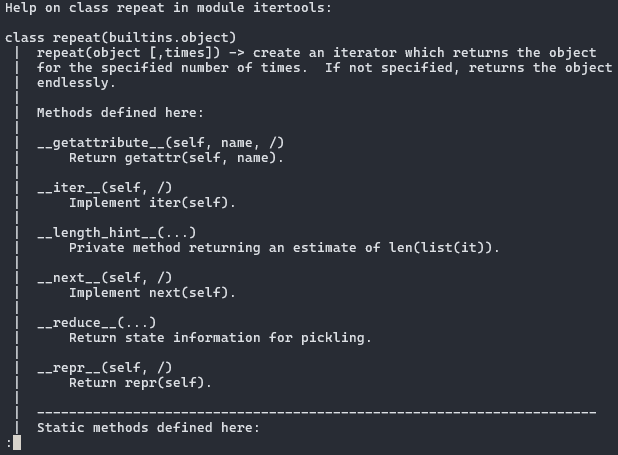 Help on class repeat in module itertools:

class repeat(builtins.object)
 |  repeat(object [,times]) -> create an iterator which returns the object
 |  for the specified number of times.  If not specified, returns the object
 |  endlessly.
 |
 |  Methods defined here:
 |
 |  __getattribute__(self, name, /)
 |      Return getattr(self, name).
 |
 |  __iter__(self, /)
 |      Implement iter(self).
 |
 |  __length_hint__(...)
 |      Private method returning an estimate of len(list(it)).
 |
 |  __next__(self, /)
 |      Implement next(self).
 |
 |  __reduce__(...)
 |      Return state information for pickling.
 |
 |  __repr__(self, /)
 |      Return repr(self).
 |
 |  ----------------------------------------------------------------------
 |  Static methods defined here:
: